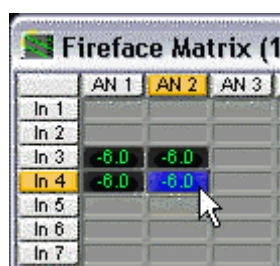 Fireface Matrix (1
AN 1 AN 2 AN 3
In 1
In 2
In 3 -6.0 -6.0
In 4 -6.0 -6.0
In 5
In 6
In 7